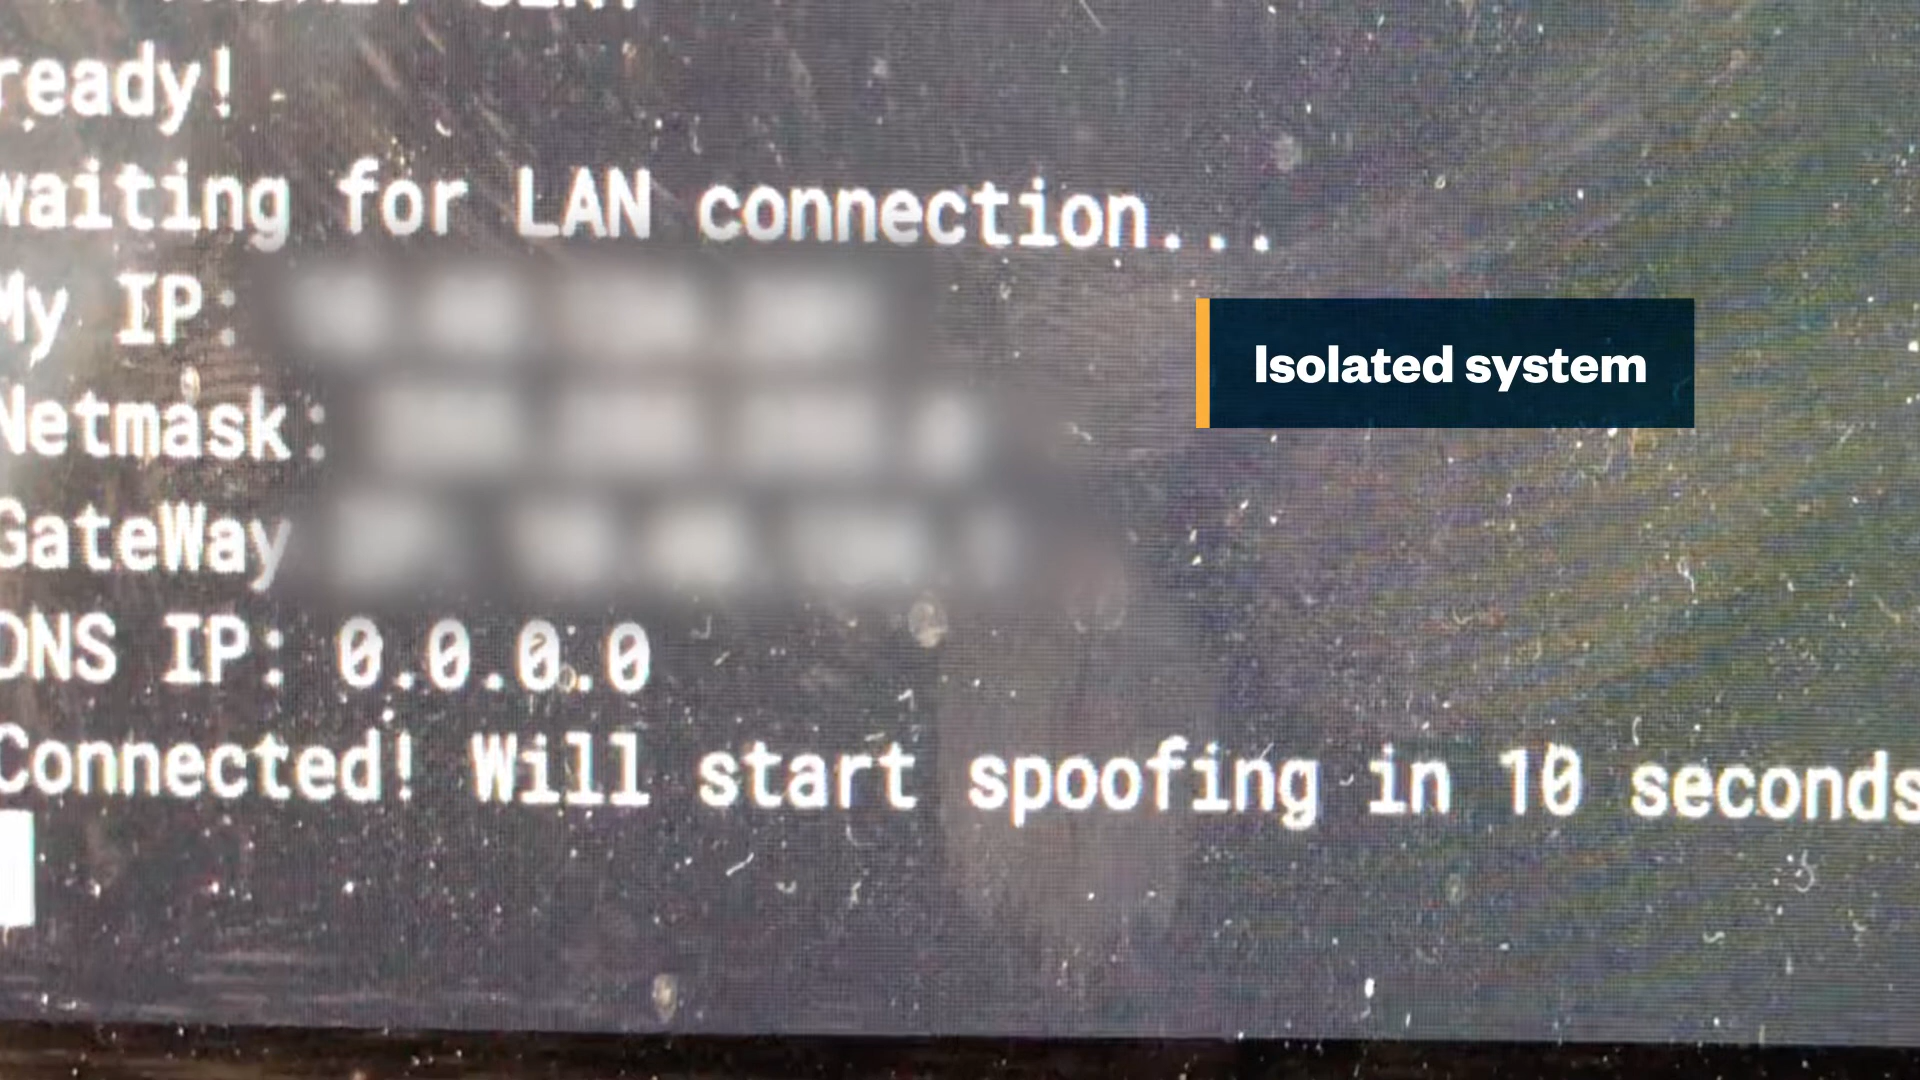 ready!
waiting for LAN connection...
My IP:
Isolated system
Netmask:
GateWay
DNS IP: 0.0.0.0
Connected! Will start spoofing in 10 seconds